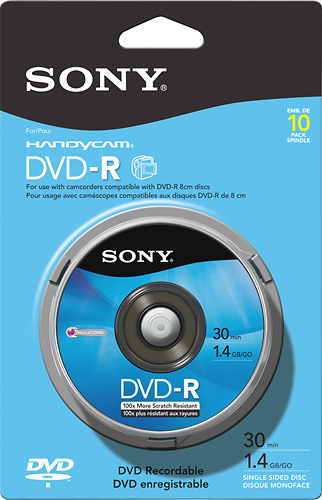 SONY®
EMB. DE
10
PACK
SPINDLE
For/Pour
HANDYCAM®
DVD-R
For use with camcorders compatible with DVD-R 8cm discs
Pour usage avec caméscopes compatibles aux disques DVD-R de 8 cm
SONY®
AccuCORE
30 min
1.4 GB/GO
DVD-R
100x More Scratch Resistant
100x plus résistant aux rayures
30 min
1.4 GB/GO
SINGLE SIDED DISC
DISQUE MONOFACE
DVD
R
DVD Recordable
DVD enregistrable